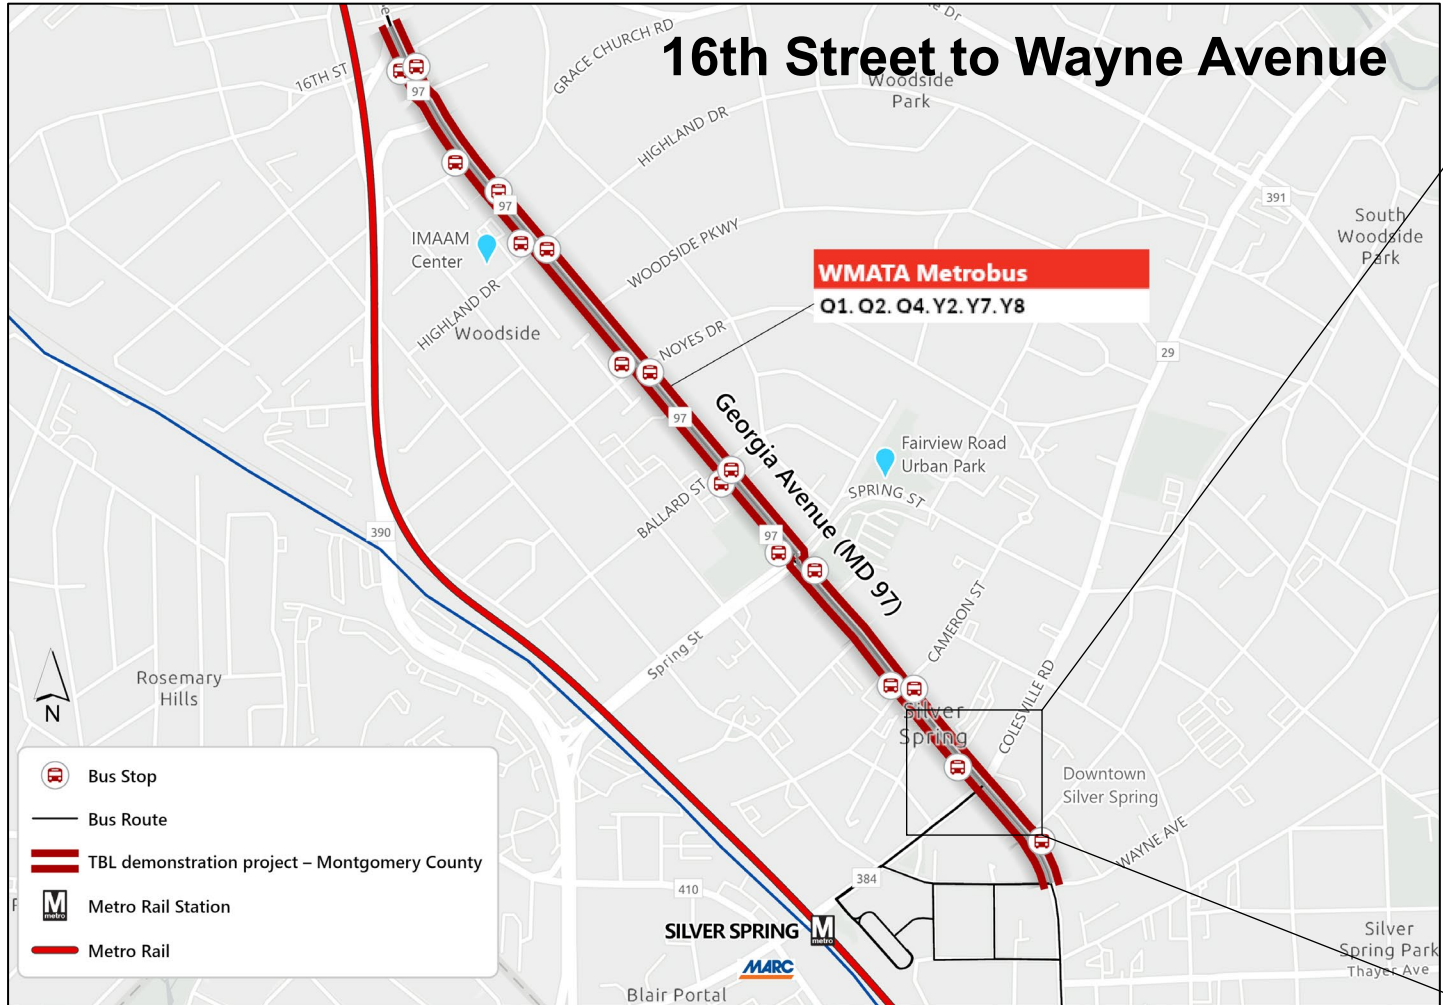 16th Street to Wayne Avenue
16TH ST
GRACE CHURCH RD
Dr
Woodside
Park
97
HIGHLAND DR
97
391
South
Woodside
Park
IMAAM
Center
WOODSIDE PKWY
WMATA Metrobus
Q1. Q2. Q4. Y2. Y7. Y8
HIGHLAND DR
Woodside
NOYES DR
29
97
Georgia Avenue (MD 97)
Fairview Road
Urban Park
SPRING ST
BALLARD ST
97
390
CAMERON ST
Spring St
Rosemary
Hills
N
Silver
Spring
COLESVILLE RD
Downtown
Silver Spring
WAYNE AVE
Bus Stop
Bus Route
TBL demonstration project – Montgomery County
M
metro
Metro Rail Station
Metro Rail
384
410
SILVER SPRING
M
metro
MARC
Blair Portal
Silver
Spring Park
Thayer Ave